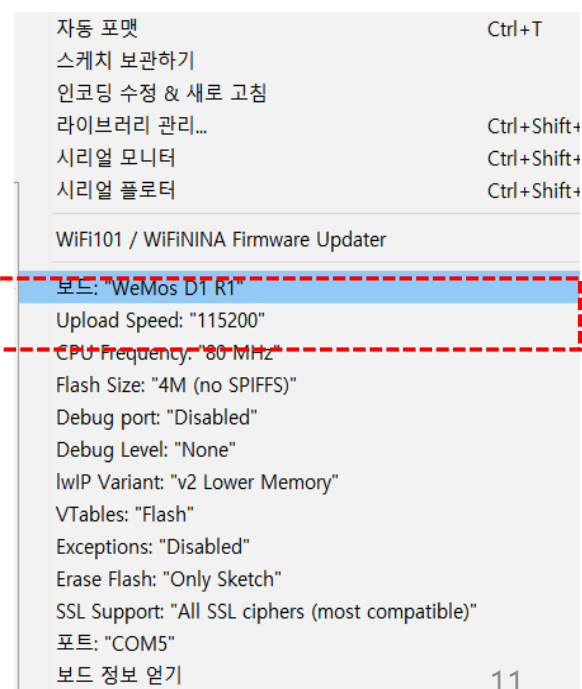 자동 포맷 Ctrl+T
스케치 보관하기
인코딩 수정 & 새로 고침
라이브러리 관리... Ctrl+Shift+
시리얼 모니터 Ctrl+Shift+
시리얼 플로터 Ctrl+Shift+
WiFi101 / WiFiNINA Firmware Updater
보드: "WeMos D1 R1"
Upload Speed: "115200"
CPU Frequency: "80 MHz"
Flash Size: "4M (no SPIFFS)"
Debug port: "Disabled"
Debug Level: "None"
lwIP Variant: "v2 Lower Memory"
VTables: "Flash"
Exceptions: "Disabled"
Erase Flash: "Only Sketch"
SSL Support: "All SSL ciphers (most compatible)"
포트: "COM5"
보드 정보 얻기
11